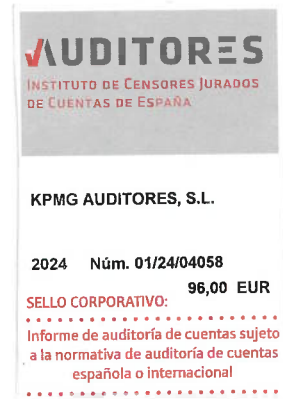 AUDITORES
INSTITUTO DE CENSORES JURADOS
DE CUENTAS DE ESPAÑA
KPMG AUDITORES, S.L.
2024 Núm. 01/24/04058
96,00 EUR
SELLO CORPORATIVO:
Informe de auditoría de cuentas sujeto
a la normativa de auditoría de cuentas
española o internacional